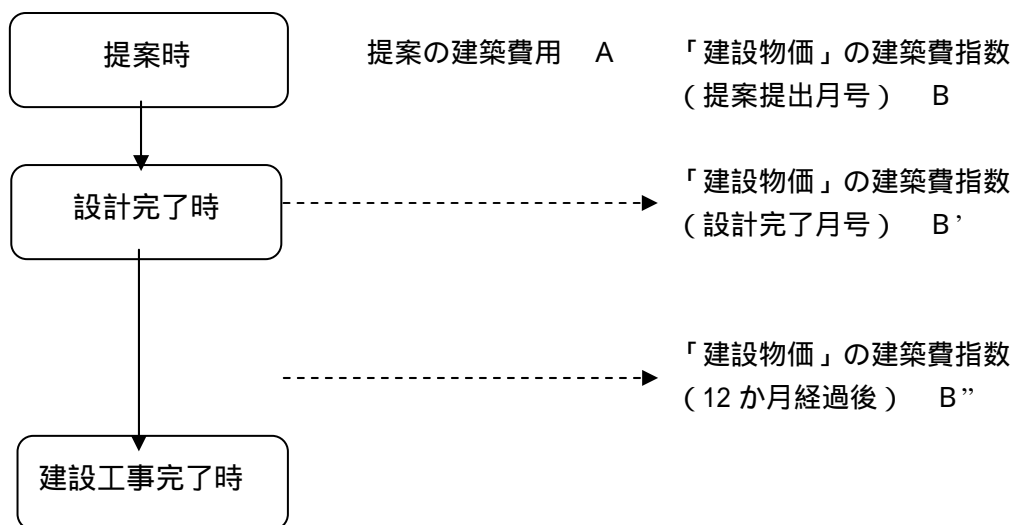 提案時
提案の建築費用 A
「建設物価」の建築費指数
(提案提出月号) B
設計完了時
「建設物価」の建築費指数
(設計完了月号) B’
「建設物価」の建築費指数
(12か月経過後) B”
建設工事完了時